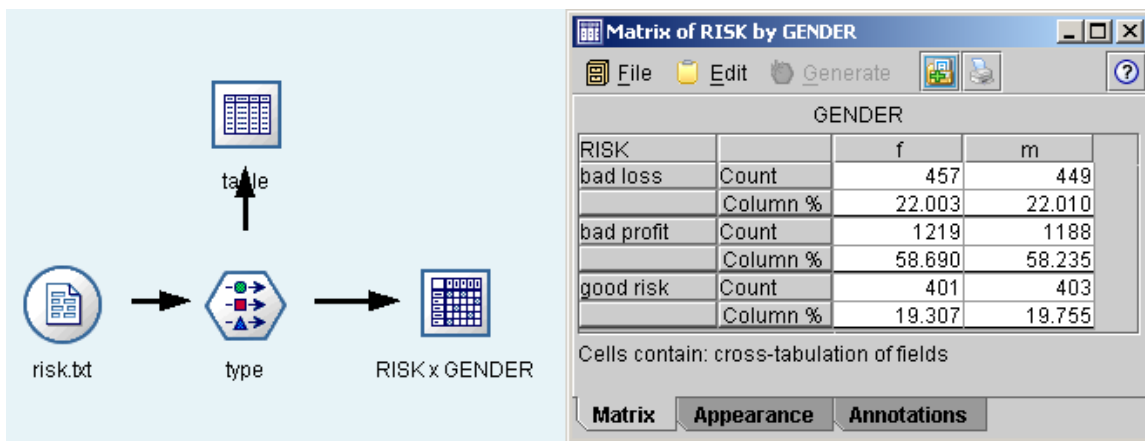 table
risk.txt
type
RISK x GENDER
Matrix of RISK by GENDER
File Edit Generate
GENDER
RISK f m
bad loss Count 457 449
Column % 22.003 22.010
bad profit Count 1219 1188
Column % 58.690 58.235
good risk Count 401 403
Column % 19.307 19.755
Cells contain: cross-tabulation of fields
Matrix Appearance Annotations